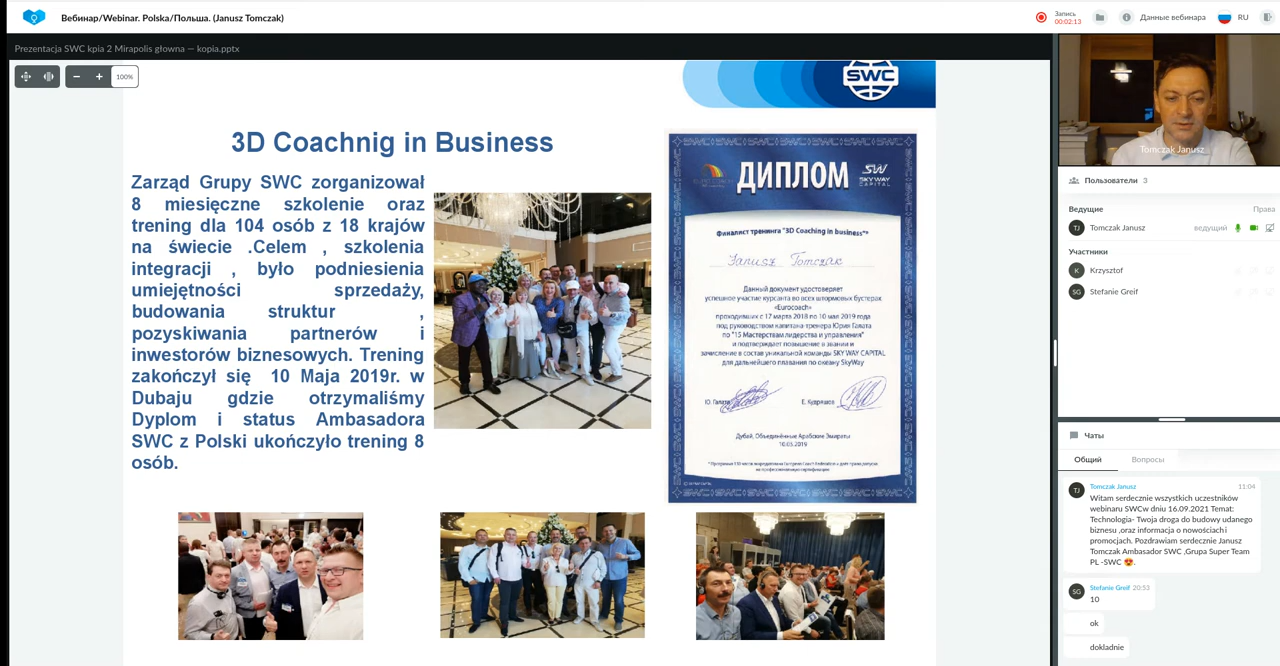 Вебинар/Webinar. Polska/Польша. (Janusz Tomczak)
Запись
00:02:13
Данные вебинара
RU
Prezentacja SWC kpia 2 Mirapolis głowna — kopia.pptx
100%
SWC
3D Coachnig in Business
Zarząd Grupy SWC zorganizował
8 miesięczne szkolenie oraz
trening dla 104 osób z 18 krajów
na świecie .Celem , szkolenia
integracji , było podniesienia
umiejętności sprzedaży,
budowania struktur ,
pozyskiwania partnerów i
inwestorów biznesowych. Trening
zakończył się 10 Maja 2019r. w
Dubaju gdzie otrzymaliśmy
Dyplom i status Ambasadora
SWC z Polski ukończyło trening 8
osób.
ДИПЛОМ
SW
SKY WAY
CAPITAL
Финалист тренинга "3D Coaching in business"*
Janusz Tomczak
Данный документ удостоверяет
успешное участие курсанта во всех штормовых бустерах
«Eurocoach»
проходивших с 17 марта 2018 по 10 мая 2019 года
под руководством капитана-тренера Юрия Галата
по "15 Мастерствам лидерства и управления"
и подтверждает повышение в звании и
зачисление в состав уникальной команды SKY WAY CAPITAL
для дальнейшего плавания по океану SkyWay
Ю. Галата
Е. Кудряшов
Дубай, Объединённые Арабские Эмираты
10.05.2019
Tomczak Janusz
Пользователи 3
Ведущие
Права
TJ
Tomczak Janusz
ведущий
Участники
K
Krzysztof
SG
Stefanie Greif
Чаты
Общий
Вопросы
TJ
Tomczak Janusz 11:04
Witam serdecznie wszystkich uczestników
webinaru SWCw dniu 16.09.2021 Temat:
Technologia- Twoja droga do budowy udanego
biznesu ,oraz informacja o nowościach i
promocjach. Pozdrawiam serdecznie Janusz
Tomczak Ambasador SWC ,Grupa Super Team
PL -SWC 😍.
SG
Stefanie Greif 20:53
10
ok
dokladnie